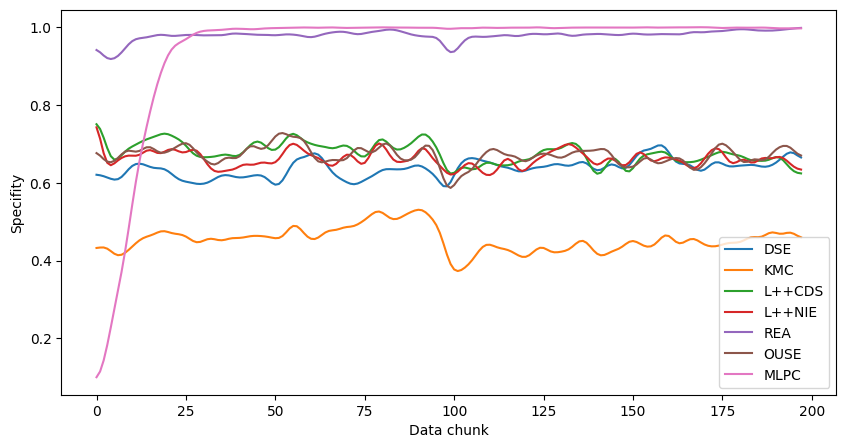 1.0
0.8
0.6
0.4
0.2
Specifity
0
25
50
75
100
125
150
175
200
Data chunk
DSE
KMC
L++CDS
L++NIE
REA
OUSE
MLPC